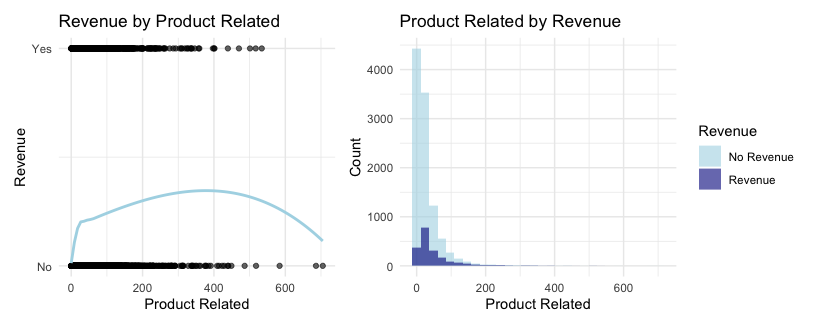 Revenue by Product Related
Yes
No
Revenue
0
200
400
600
Product Related
Product Related by Revenue
4000
3000
2000
1000
0
Count
0
200
400
600
Product Related
Revenue
No Revenue
Revenue